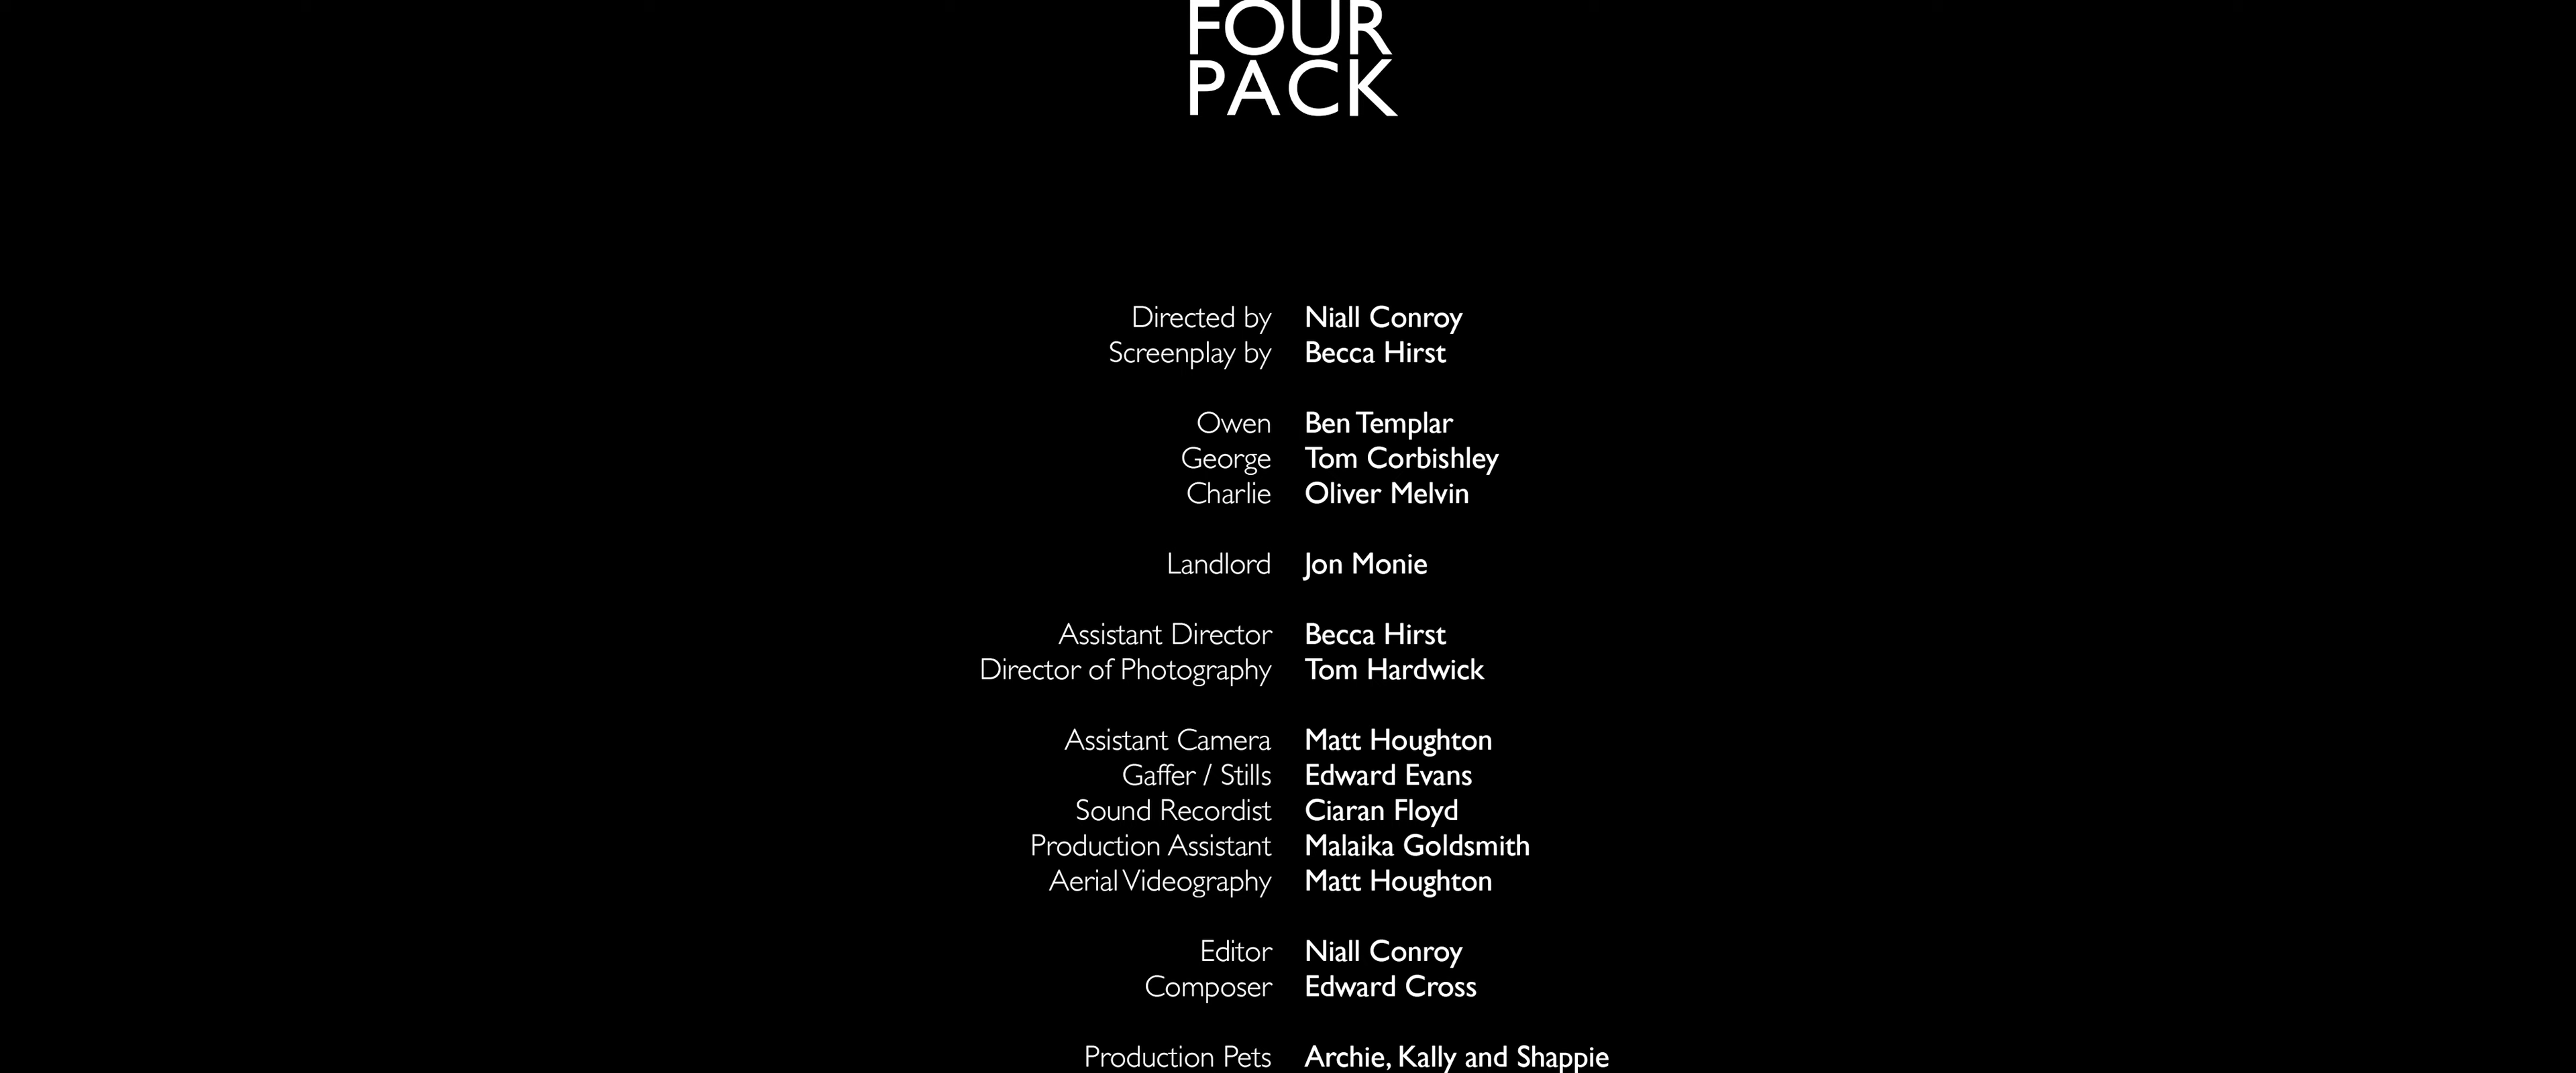 FOUR
PACK
Directed by Niall Conroy
Screenplay by Becca Hirst
Owen Ben Templar
George Tom Corbishley
Charlie Oliver Melvin
Landlord Jon Monie
Assistant Director Becca Hirst
Director of Photography Tom Hardwick
Assistant Camera Matt Houghton
Gaffer / Stills Edward Evans
Sound Recordist Ciaran Floyd
Production Assistant Malaika Goldsmith
Aerial Videography Matt Houghton
Editor Niall Conroy
Composer Edward Cross
Production Pets Archie, Kally and Shappie